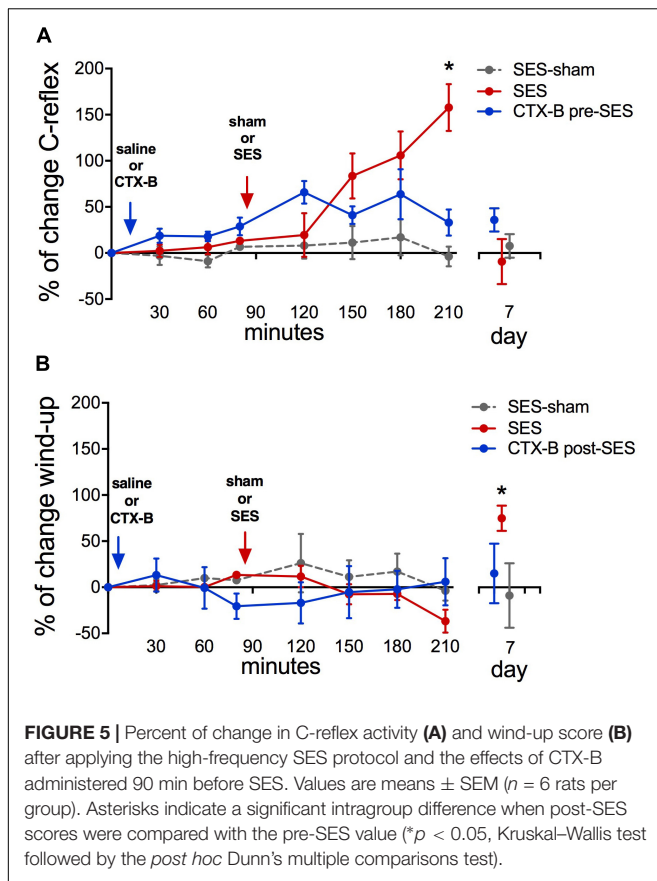 A
% of change C-reflex
200
150
100
50
0
-50
saline
or
CTX-B
sham
or
SES
*
SES-sham
SES
CTX-B pre-SES
30 60 90 120 150 180 210
minutes
7
day
B
% of change wind-up
200
150
100
50
0
-50
saline
or
CTX-B
sham
or
SES
SES-sham
SES
CTX-B post-SES
*
30 60 90 120 150 180 210
minutes
7
day
FIGURE 5 | Percent of change in C-reflex activity (A) and wind-up score (B)
after applying the high-frequency SES protocol and the effects of CTX-B
administered 90 min before SES. Values are means ± SEM (n = 6 rats per
group). Asterisks indicate a significant intragroup difference when post-SES
scores were compared with the pre-SES value (*p < 0.05, Kruskal–Wallis test
followed by the post hoc Dunn's multiple comparisons test).